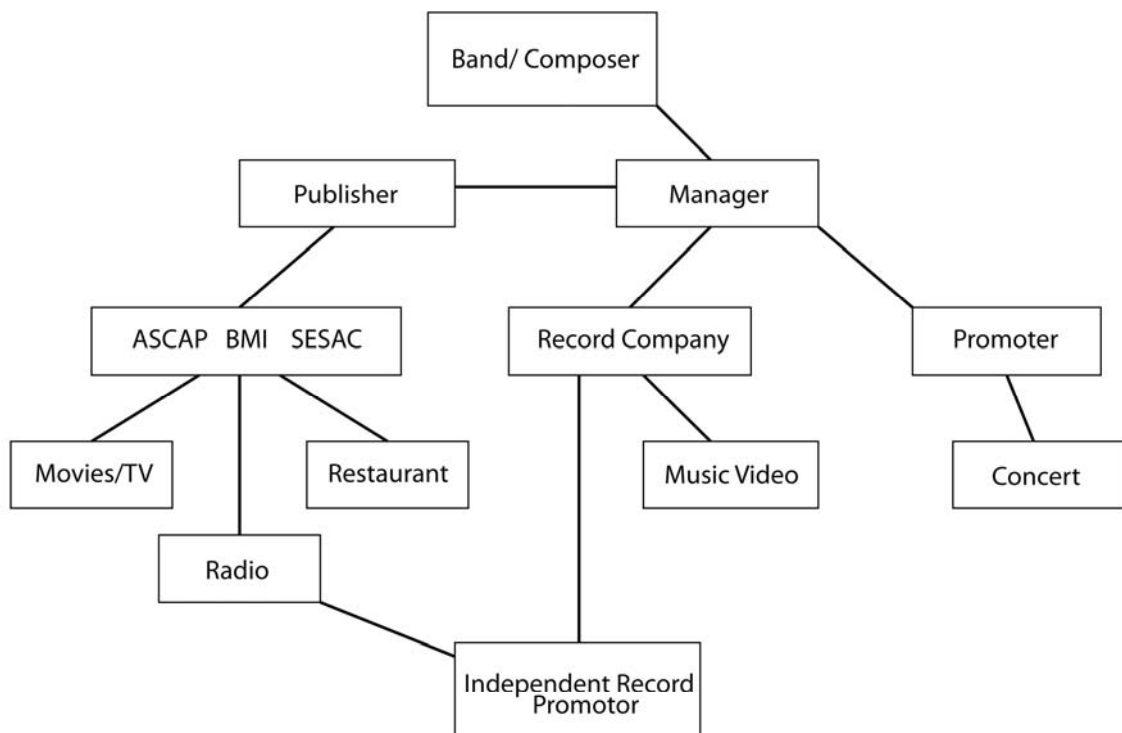 Band/ Composer
Publisher
Manager
ASCAP BMI SESAC
Record Company
Promoter
Movies/TV
Restaurant
Music Video
Concert
Radio
Independent Record
Promotor